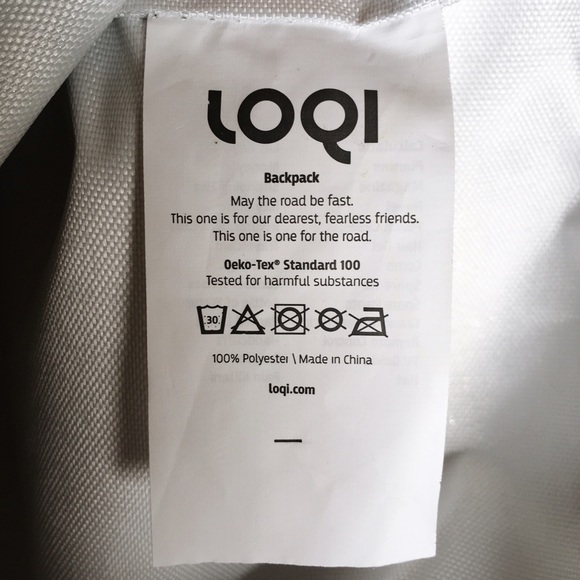 LOQI
Backpack
May the road be fast.
This one is for our dearest, fearless friends.
This one is one for the road.
Oeko-Tex® Standard 100
Tested for harmful substances
30
100% Polyester \ Made in China
loqi.com